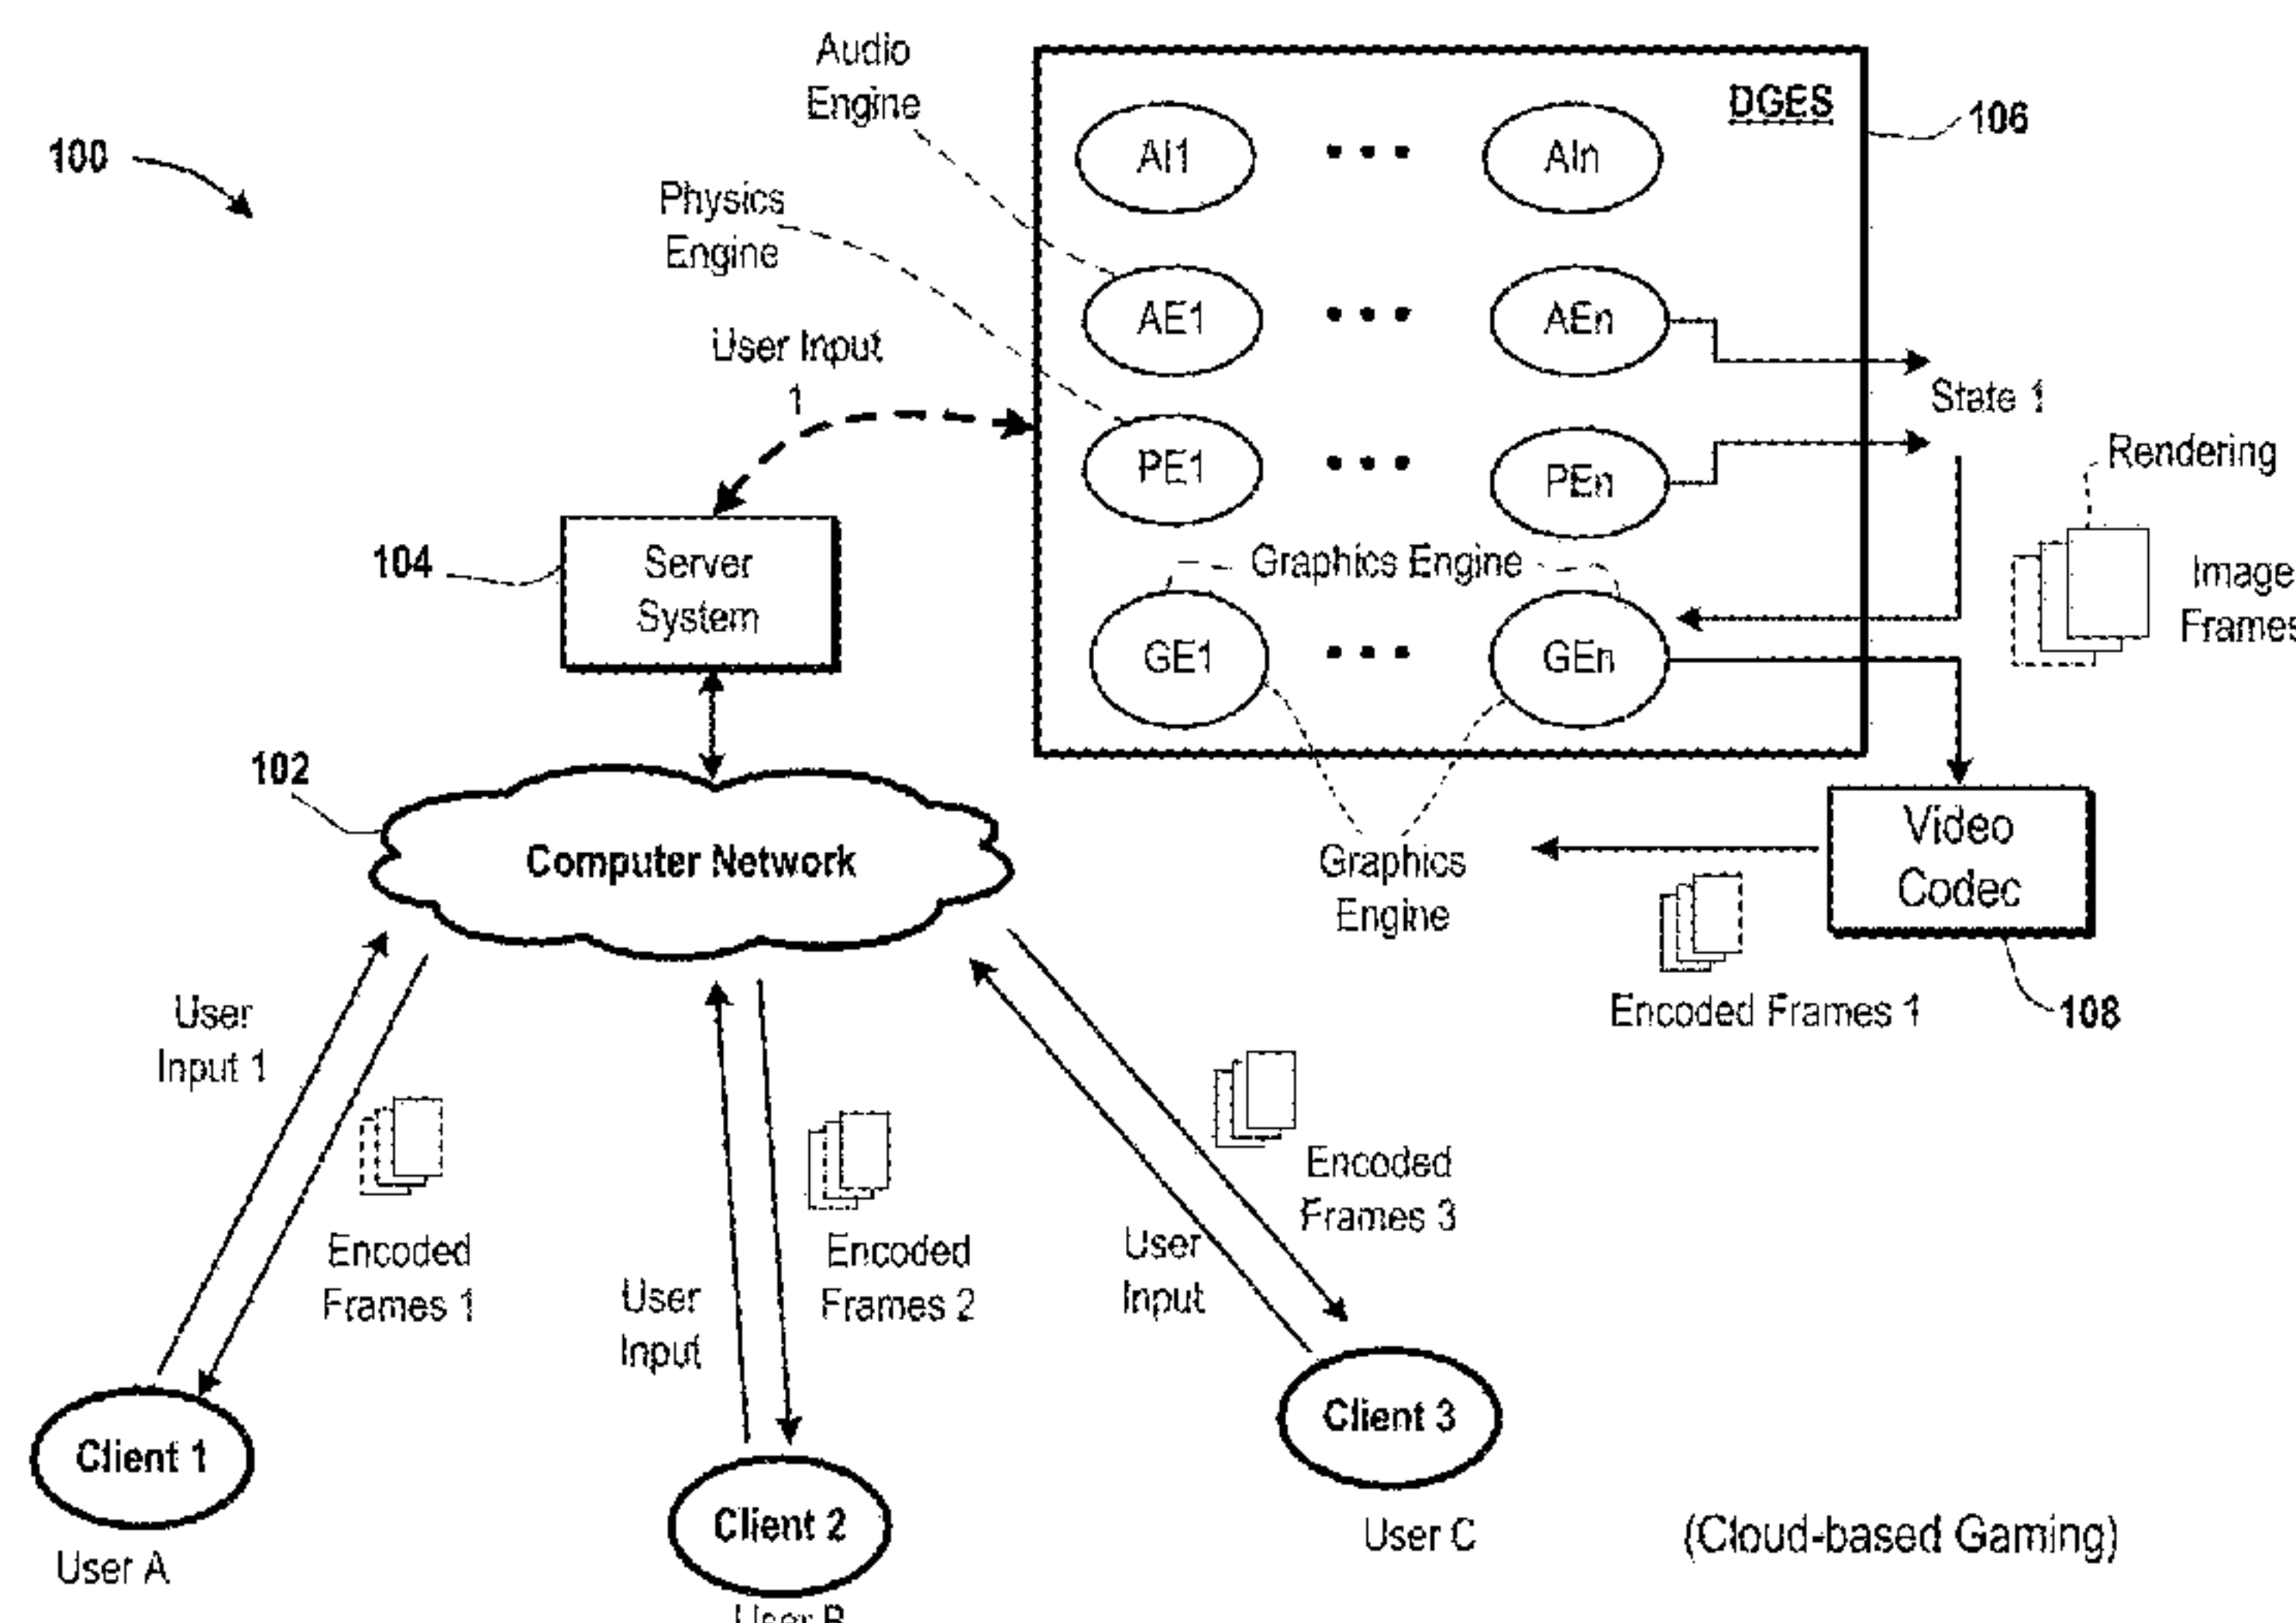 100
Audio
Engine
Physics
Engine
User Input
1
DGES
106
AI1
AIn
AE1
AEn
PE1
PEn
State 1
Rendering
Image
Frames
Graphics Engine
GE1
GEn
104
Server
System
102
Computer Network
Graphics
Engine
Video
Codec
108
Encoded Frames 1
User
Input 1
Encoded
Frames 1
User
Input
Encoded
Frames 2
User
Input
Encoded
Frames 3
Client 1
User A
Client 2
User B
Client 3
User C
(Cloud-based Gaming)